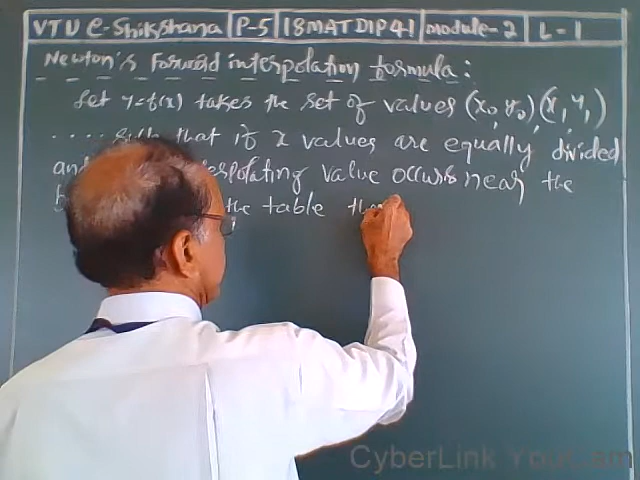 VTU e-Shikshana P-5 18MATDIP41 module-2 L-1
Newton's Forward interpolation formula:
Let y=f(x) takes the set of values (x0, y0), (x1, y1)
..... such that if x values are equally divided
and value occurs near the
the table
CyberLink YouCam